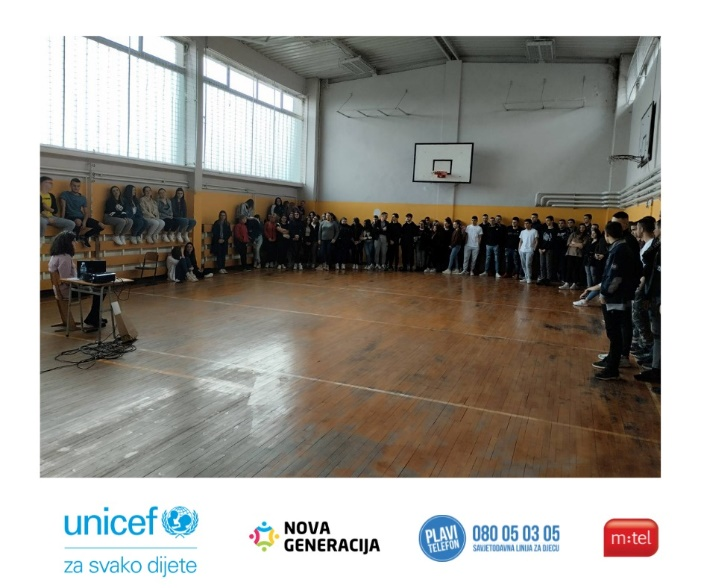 unicef
za svako dijete
NOVA
GENERACIJA
PLAVI
TELEFON
080 05 03 05
SAVJETODAVNA LINIJA ZA DJECU
m:tel